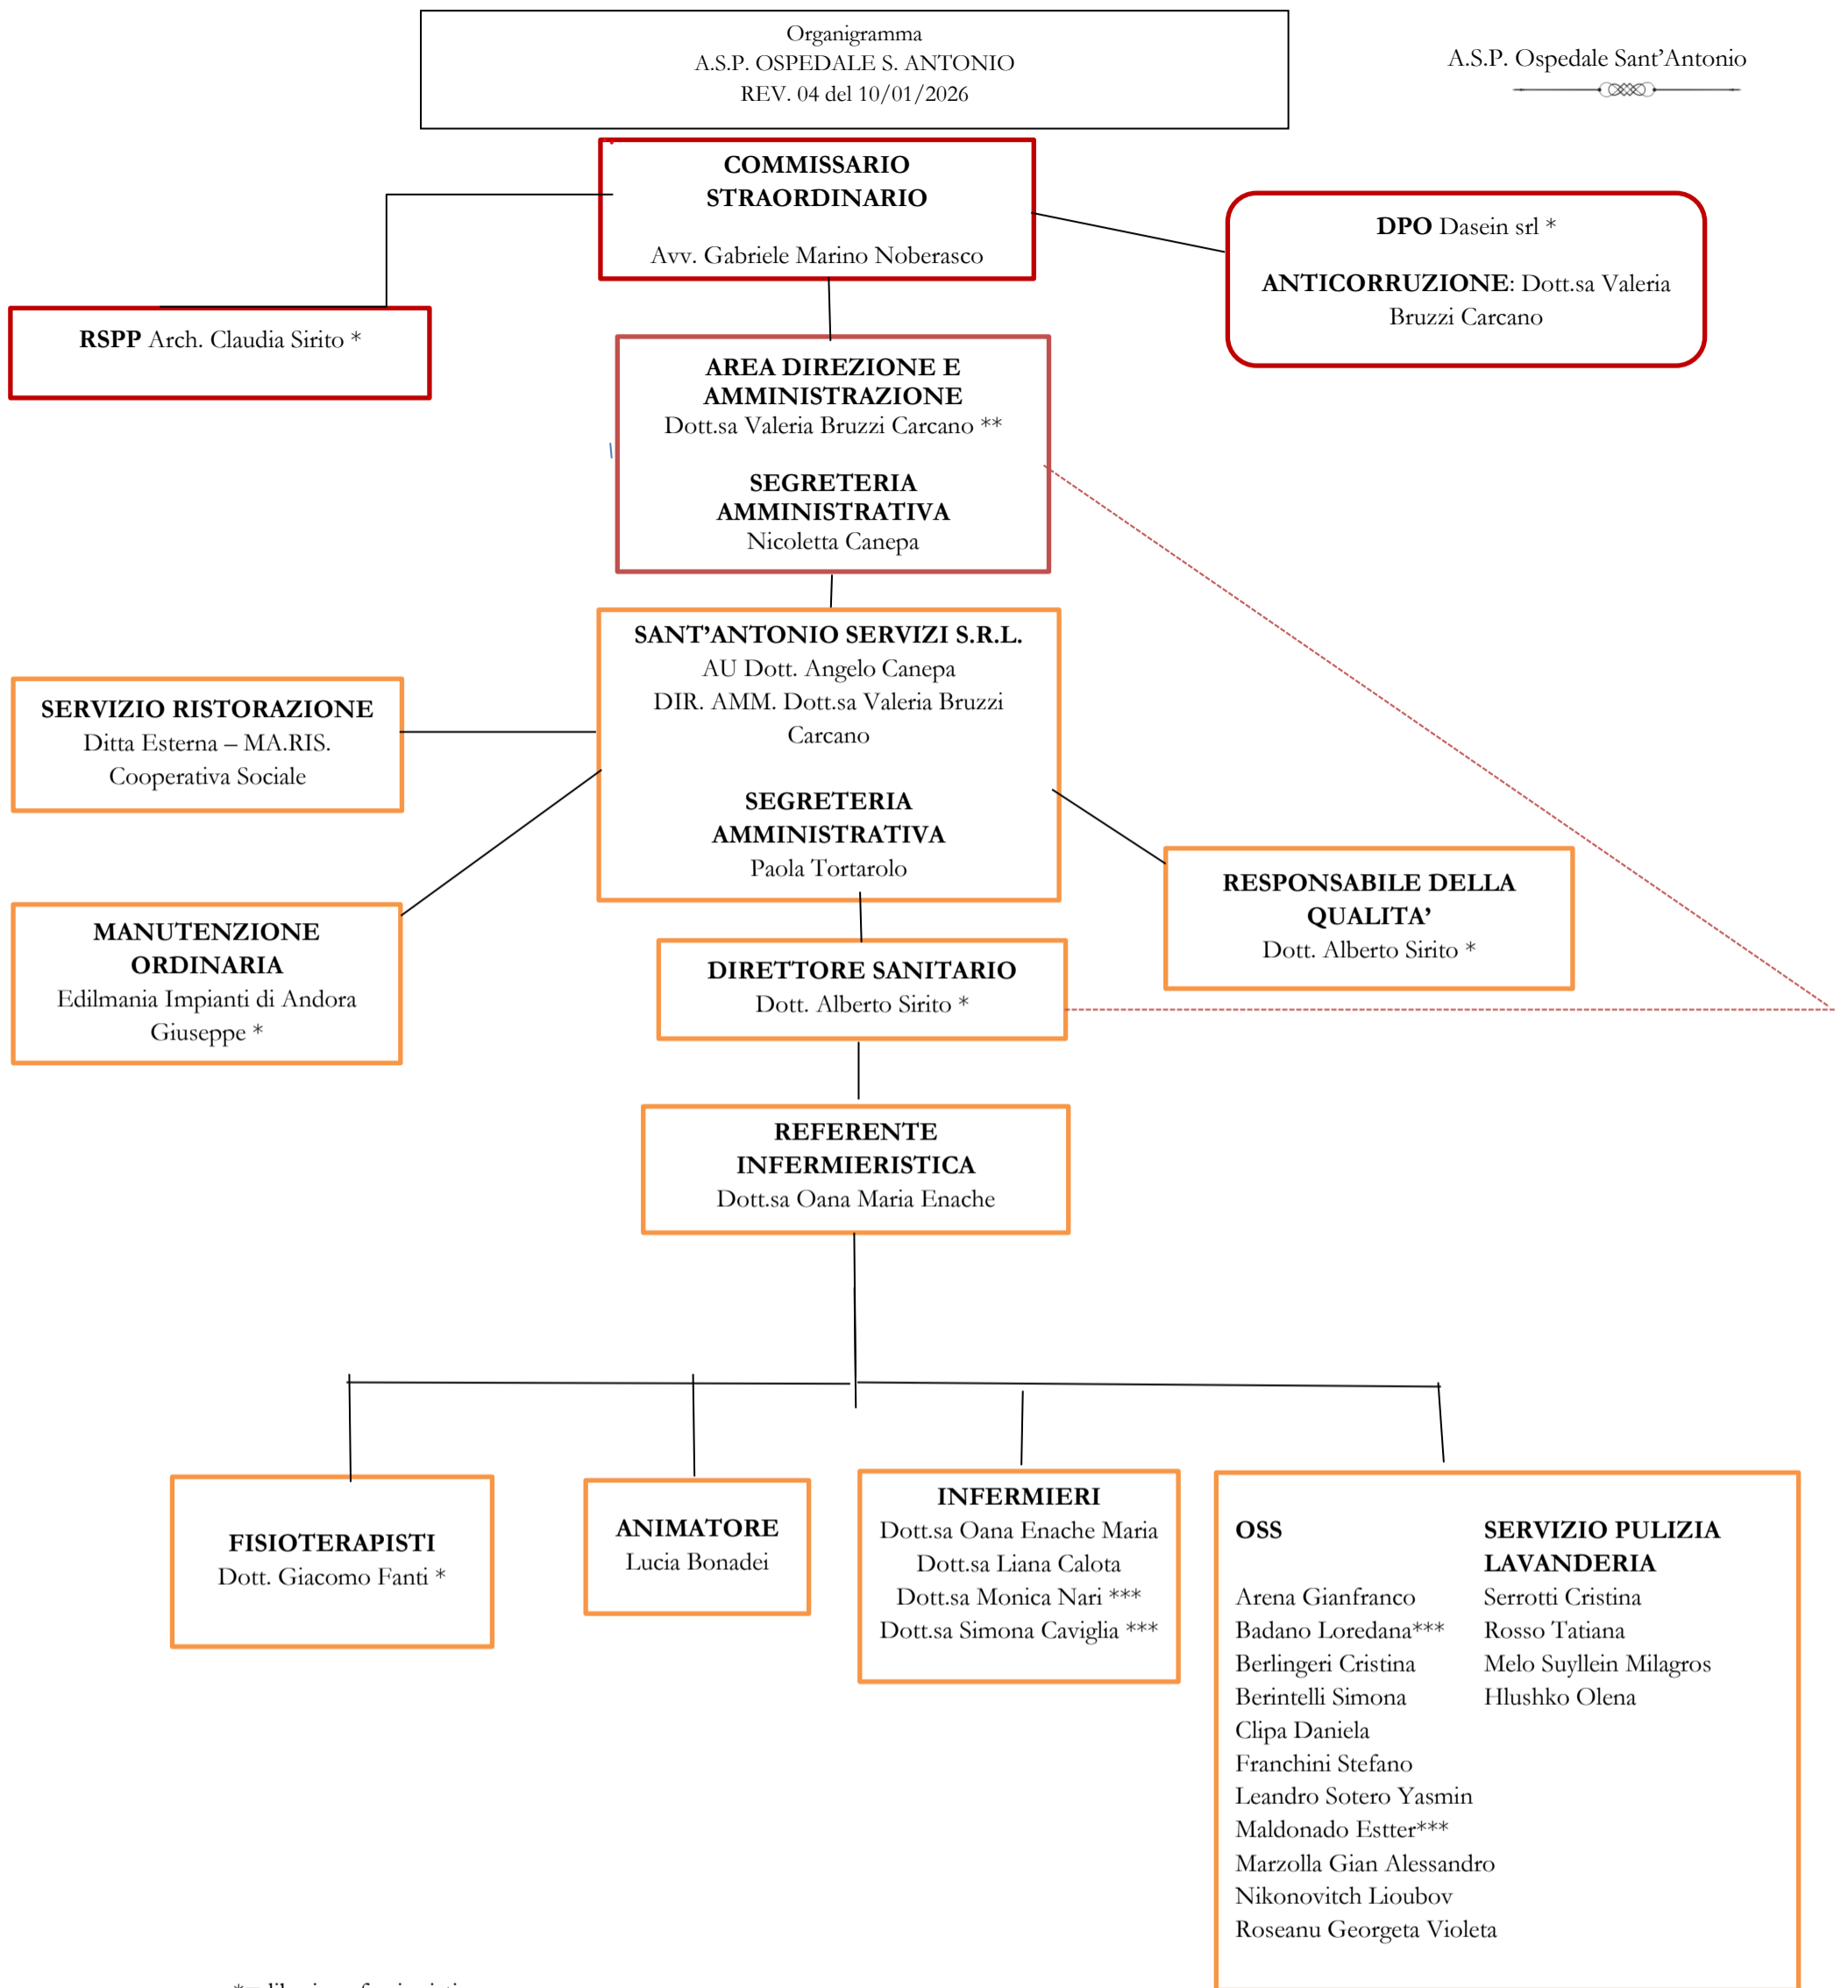 Organigramma
A.S.P. OSPEDALE S. ANTONIO
REV. 04 del 10/01/2026
A.S.P. Ospedale Sant’Antonio
COMMISSARIO
STRAORDINARIO
Avv. Gabriele Marino Noberasco
DPO Dasein srl *
ANTICORRUZIONE: Dott.sa Valeria
Bruzzi Carcano
RSPP Arch. Claudia Sirito *
AREA DIREZIONE E
AMMINISTRAZIONE
Dott.sa Valeria Bruzzi Carcano **
SEGRETERIA
AMMINISTRATIVA
Nicoletta Canepa
SANT’ANTONIO SERVIZI S.R.L.
AU Dott. Angelo Canepa
DIR. AMM. Dott.sa Valeria Bruzzi
Carcano
SEGRETERIA
AMMINISTRATIVA
Paola Tortarolo
SERVIZIO RISTORAZIONE
Ditta Esterna – MA.RIS.
Cooperativa Sociale
MANUTENZIONE
ORDINARIA
Edilmania Impianti di Andora
Giuseppe *
RESPONSABILE DELLA
QUALITA’
Dott. Alberto Sirito *
DIRETTORE SANITARIO
Dott. Alberto Sirito *
REFERENTE
INFERMIERISTICA
Dott.sa Oana Maria Enache
FISIOTERAPISTI
Dott. Giacomo Fanti *
ANIMATORE
Lucia Bonadei
INFERMIERI
Dott.sa Oana Enache Maria
Dott.sa Liana Calota
Dott.sa Monica Nari ***
Dott.sa Simona Caviglia ***
OSS
Arena Gianfranco
Badano Loredana***
Berlingeri Cristina
Berintelli Simona
Clipa Daniela
Franchini Stefano
Leandro Sotero Yasmin
Maldonado Estter***
Marzolla Gian Alessandro
Nikonovitch Lioubov
Roseanu Georgeta Violeta
SERVIZIO PULIZIA
LAVANDERIA
Serrotti Cristina
Rosso Tatiana
Melo Suyllein Milagros
Hlushko Olena